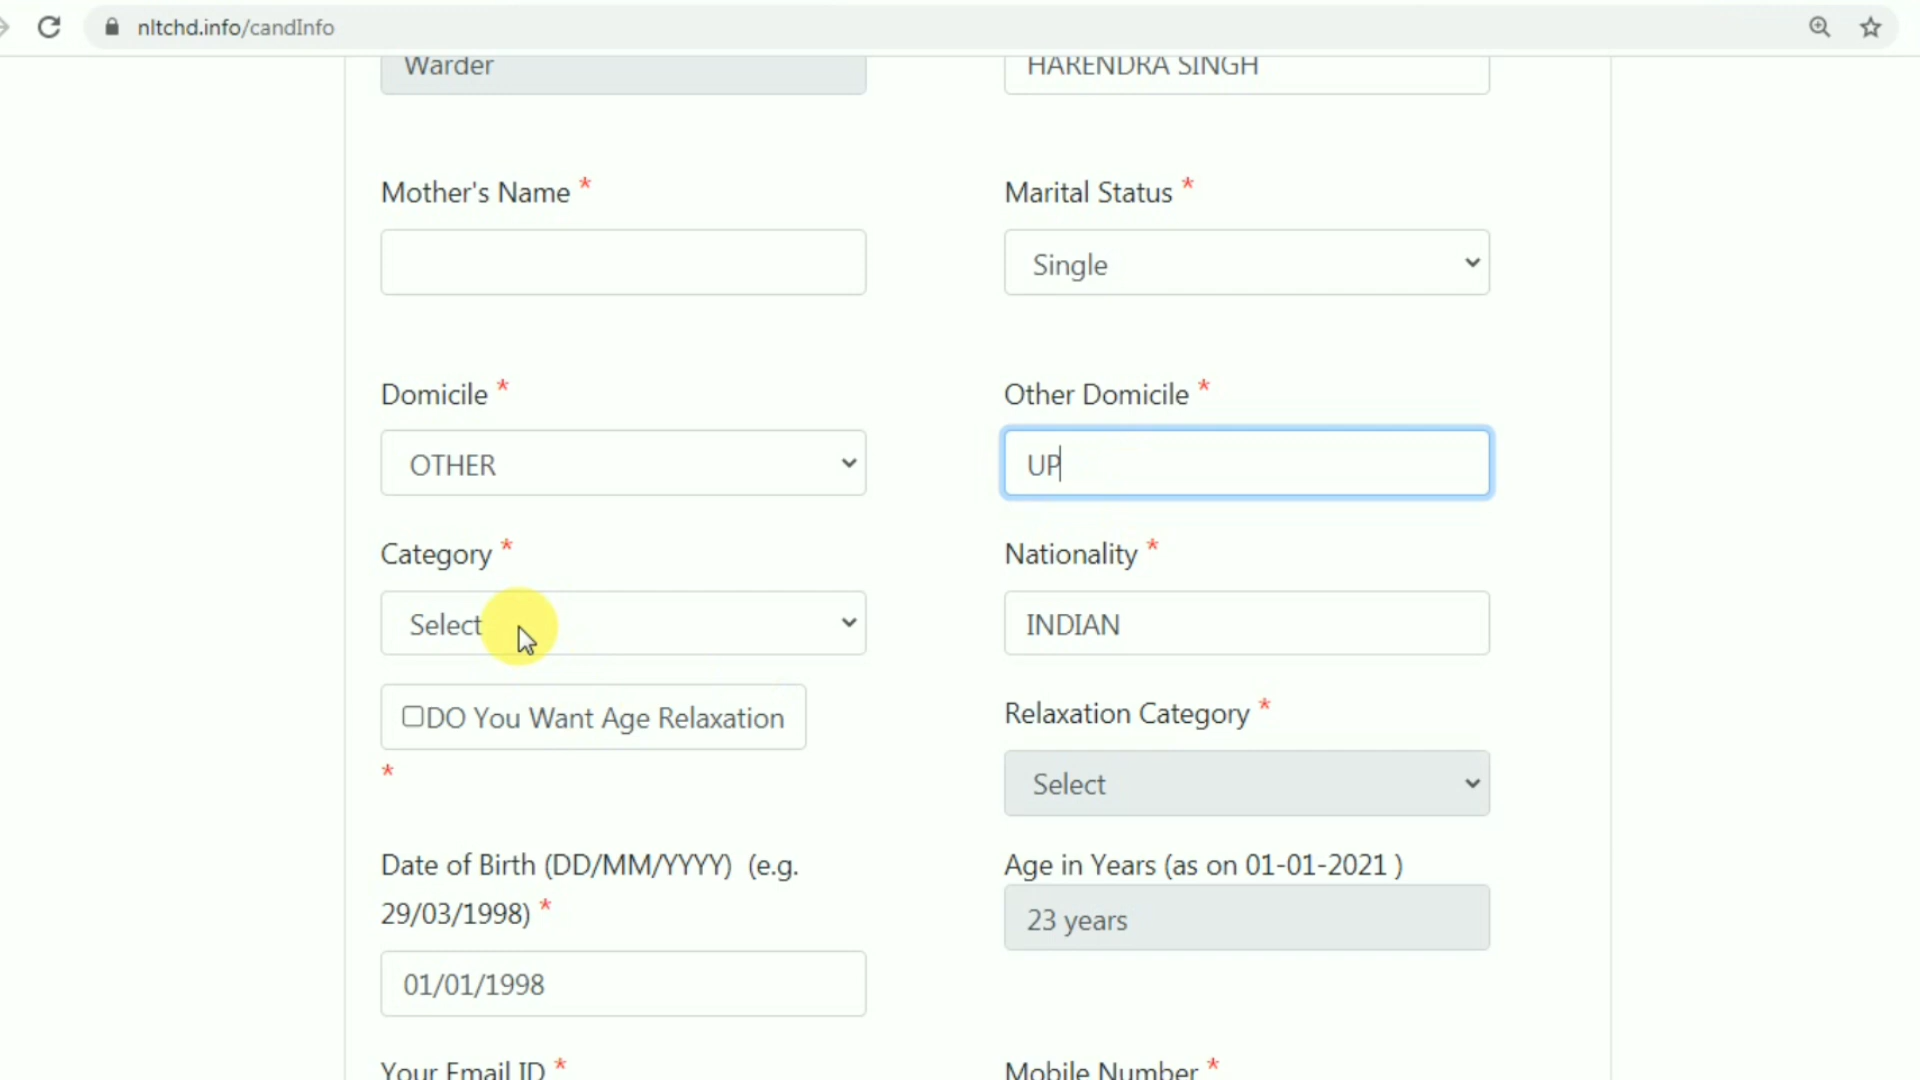 nltchd.info/candInfo
Warder
HARENDRA SINGH
Mother's Name *
Marital Status *
Single
Domicile *
Other Domicile *
OTHER
UP
Category *
Nationality *
Select
INDIAN
DO You Want Age Relaxation
*
Relaxation Category *
Select
Date of Birth (DD/MM/YYYY) (e.g.
29/03/1998) *
Age in Years (as on 01-01-2021 )
23 years
01/01/1998
Your Email ID *
Mobile Number *